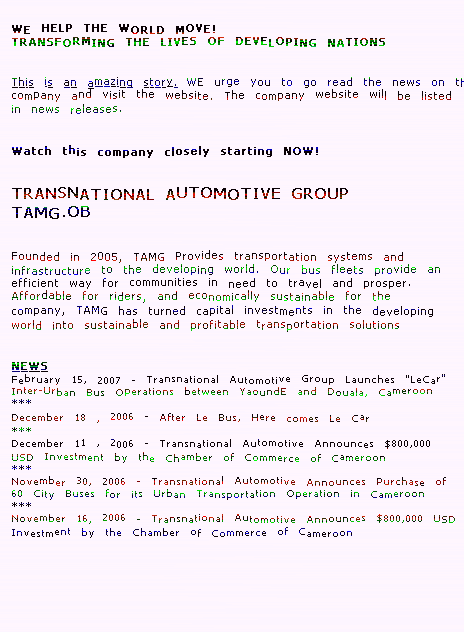 WE HELP THE WORLD MOVE!
TRANSFORMING THE LIVES OF DEVELOPING NATIONS
This is an amazing story. WE urge you to go read the news on th
company and visit the website. The company website will be listed
in news releases.
Watch this company closely starting NOW!
TRANSNATIONAL AUTOMOTIVE GROUP
TAMG.OB
Founded in 2005, TAMG Provides transportation systems and
infrastructure to the developing world. Our bus fleets provide an
efficient way for communities in need to travel and prosper.
Affordable for riders, and economically sustainable for the
company, TAMG has turned capital investments in the developing
world into sustainable and profitable transportation solutions
NEWS
February 15, 2007 - Transnational Automotive Group Launches "LeCar"
Inter-Urban Bus Operations between YaoundE and Douala, Cameroon
***
December 18 , 2006 - After Le Bus, Here comes Le Car
***
December 11 , 2006 - Transnational Automotive Announces $800,000
USD Investment by the Chamber of Commerce of Cameroon
***
November 30, 2006 - Transnational Automotive Announces Purchase of
60 City Buses for its Urban Transportation Operation in Cameroon
***
November 16, 2006 - Transnational Automotive Announces $800,000 USD
Investment by the Chamber of Commerce of Cameroon